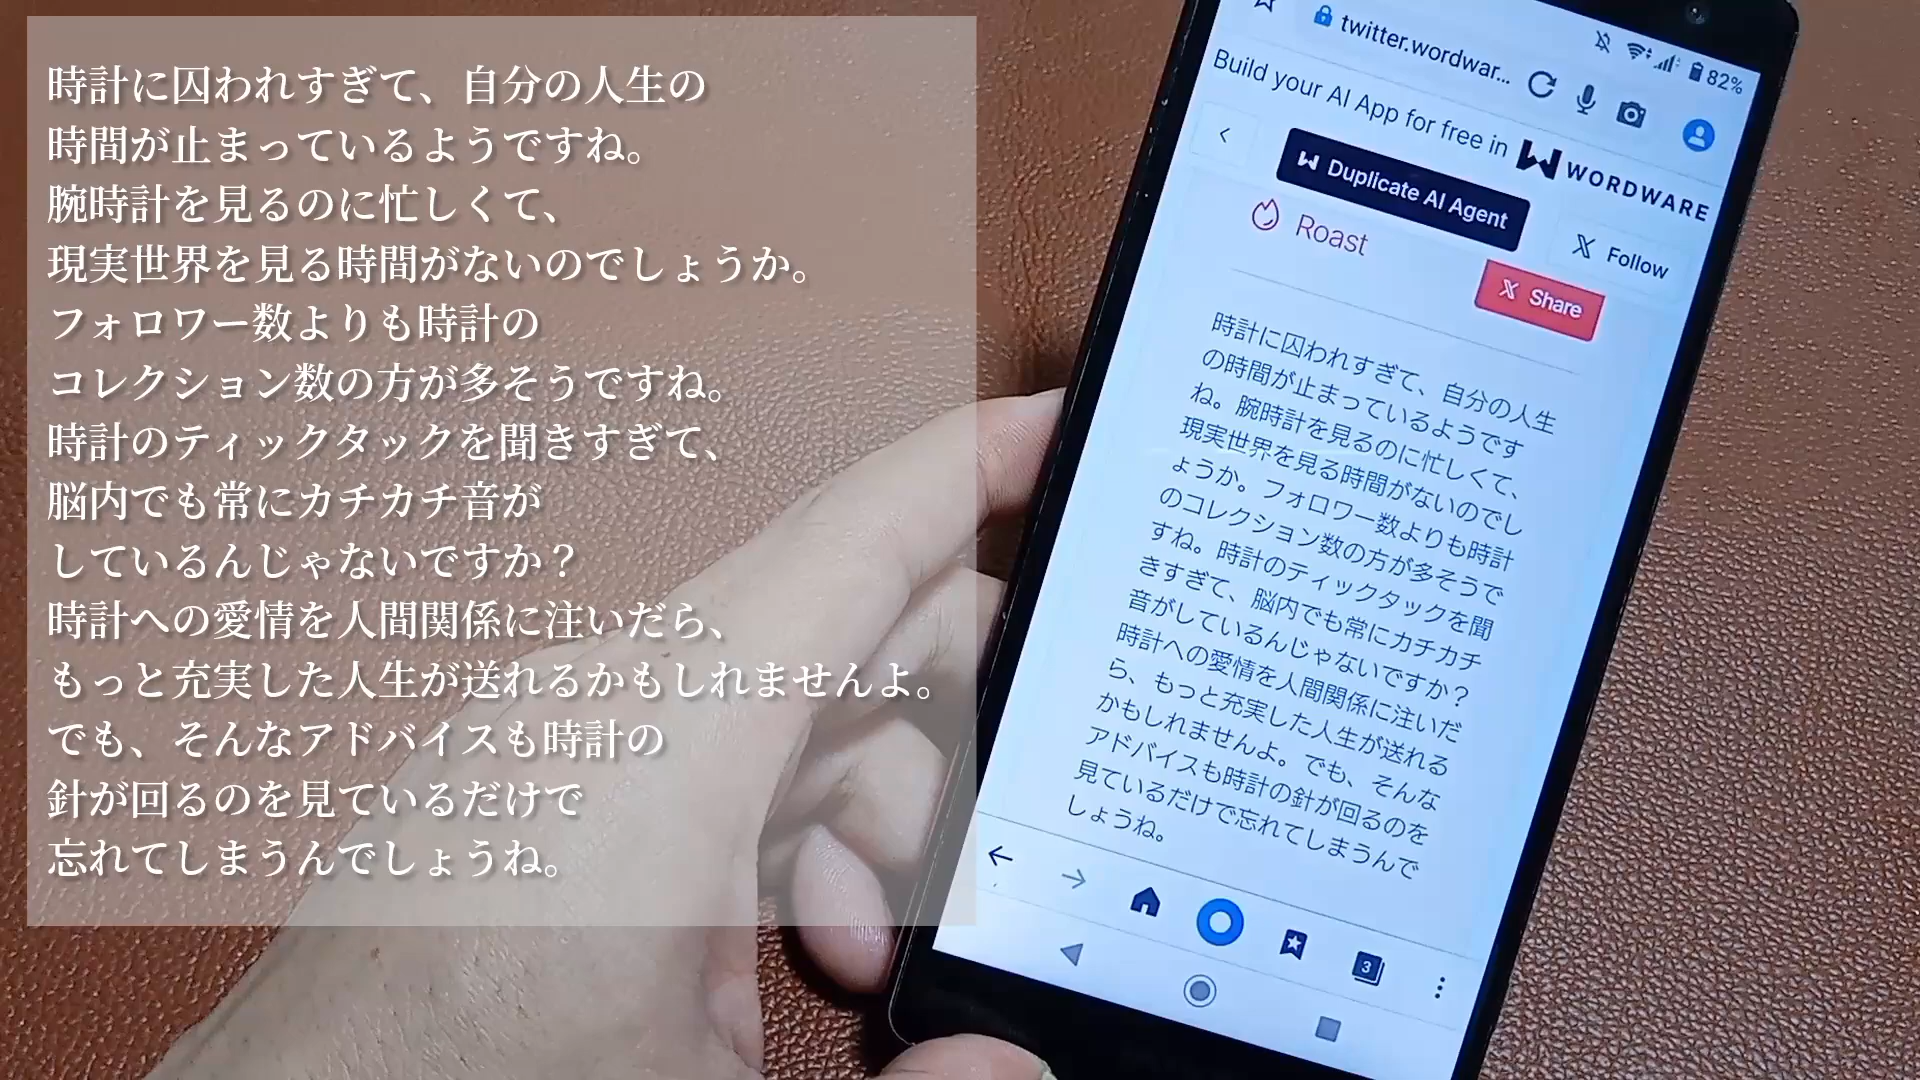 時計に囚われすぎて、自分の人生の
時間が止まっているようですね。
腕時計を見るのに忙しくて、
現実世界を見る時間がないのでしょうか。
フォロワー数よりも時計の
コレクション数の方が多そうですね。
時計のティックタックを聞きすぎて、
脳内でも常にカチカチ音が
しているんじゃないですか？
時計への愛情を人間関係に注いだら、
もっと充実した人生が送れるかもしれませんよ。
でも、そんなアドバイスも時計の
針が回るのを見ているだけで
忘れてしまうんでしょうね。
82%
twitter.wordwar...
Build your AI App for free in WORDWARE
Duplicate AI Agent
Follow
Roast
Share
時計に囚われすぎて、自分の人生
の時間が止まっているようです
ね。腕時計を見るのに忙しくて、
現実世界を見る時間がないのでし
ょうか。フォロワー数よりも時計
のコレクション数の方が多そうで
すね。時計のティックタックを聞
きすぎて、脳内でも常にカチカチ
音がしているんじゃないですか？
時計への愛情を人間関係に注いだ
ら、もっと充実した人生が送れる
かもしれませんよ。でも、そんな
アドバイスも時計の針が回るのを
見ているだけで忘れてしまうんで
しょうね。
3